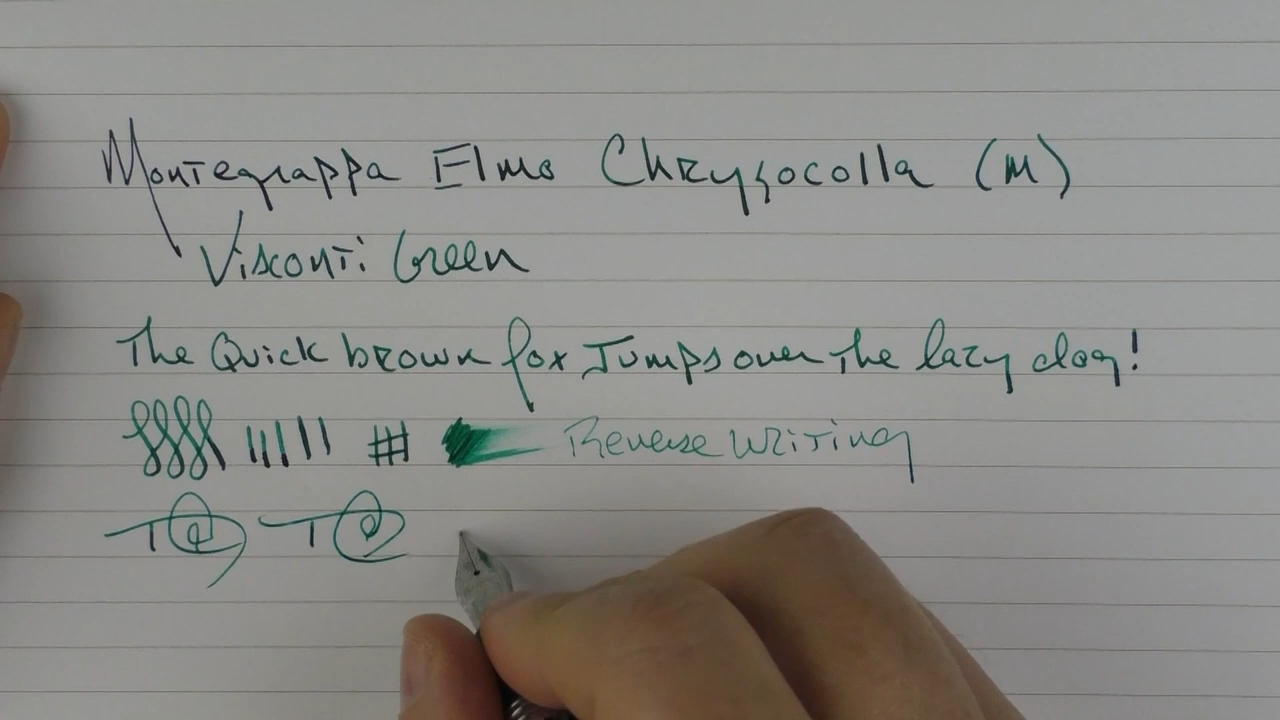 Montegrappa Elmo Chrysocolla (M)
Visconti Green
The Quick brown fox Jumps over the lazy dog!
Reverse Writing